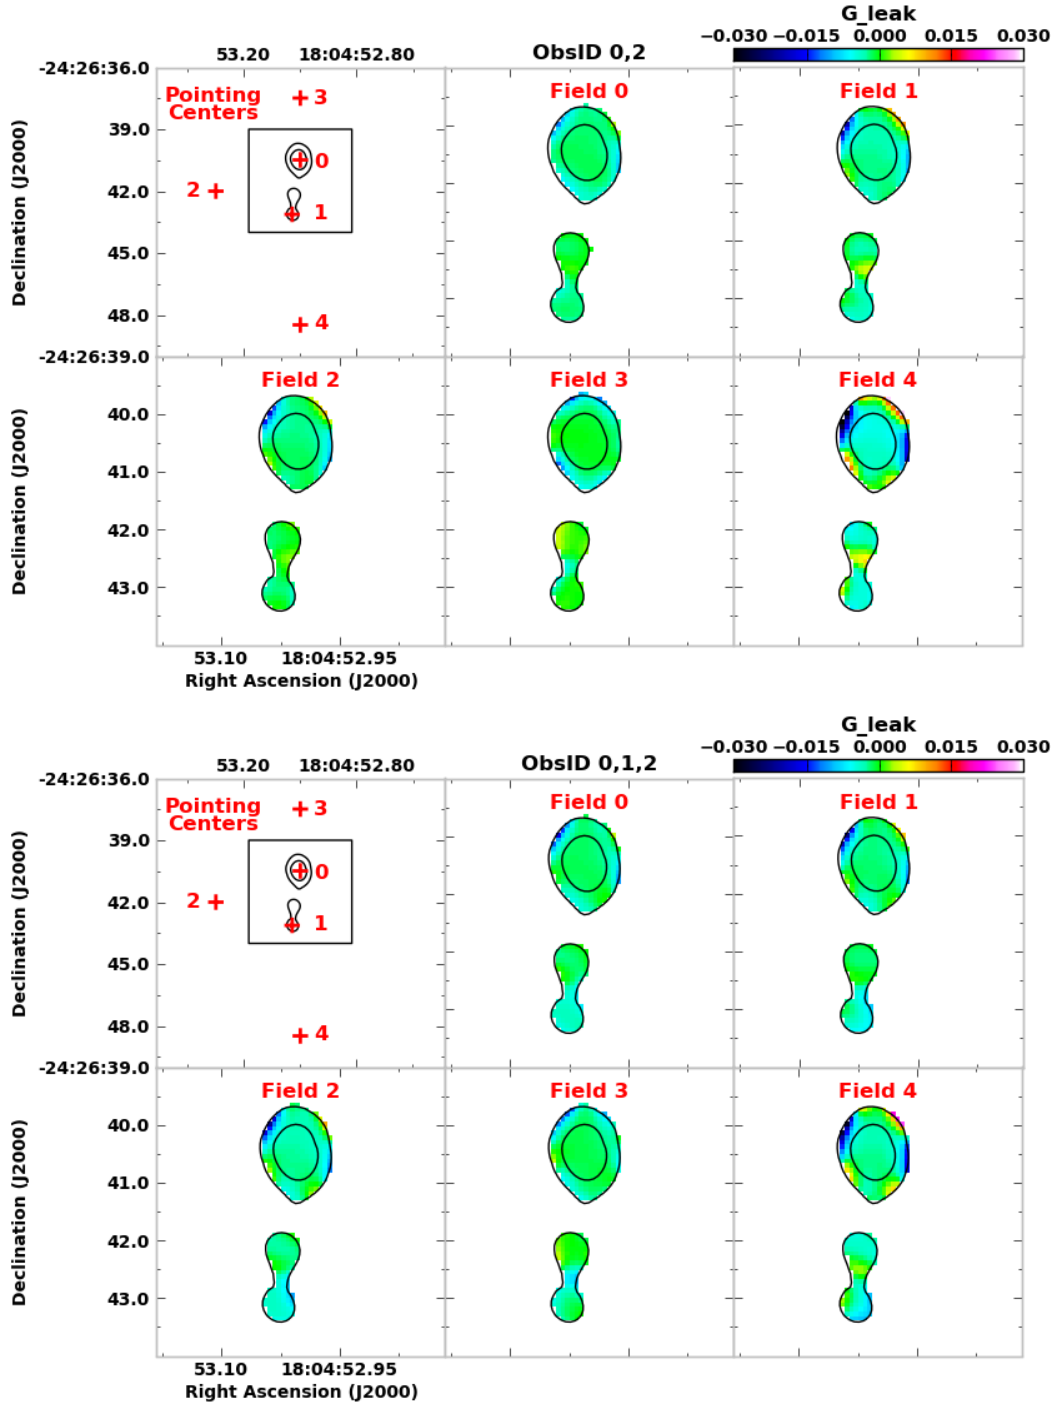 G_leak
−0.030 −0.015 0.000 0.015 0.030
53.20 18:04:52.80
ObsID 0,2
-24:26:36.0
39.0
42.0
45.0
48.0
Declination (J2000)
Pointing
Centers
3
0
2
1
4
Field 0
Field 1
-24:26:39.0
40.0
41.0
42.0
43.0
Declination (J2000)
Field 2
Field 3
Field 4
53.10 18:04:52.95
Right Ascension (J2000)
G_leak
−0.030 −0.015 0.000 0.015 0.030
53.20 18:04:52.80
ObsID 0,1,2
-24:26:36.0
39.0
42.0
45.0
48.0
Declination (J2000)
Pointing
Centers
3
0
2
1
4
Field 0
Field 1
-24:26:39.0
40.0
41.0
42.0
43.0
Declination (J2000)
Field 2
Field 3
Field 4
53.10 18:04:52.95
Right Ascension (J2000)